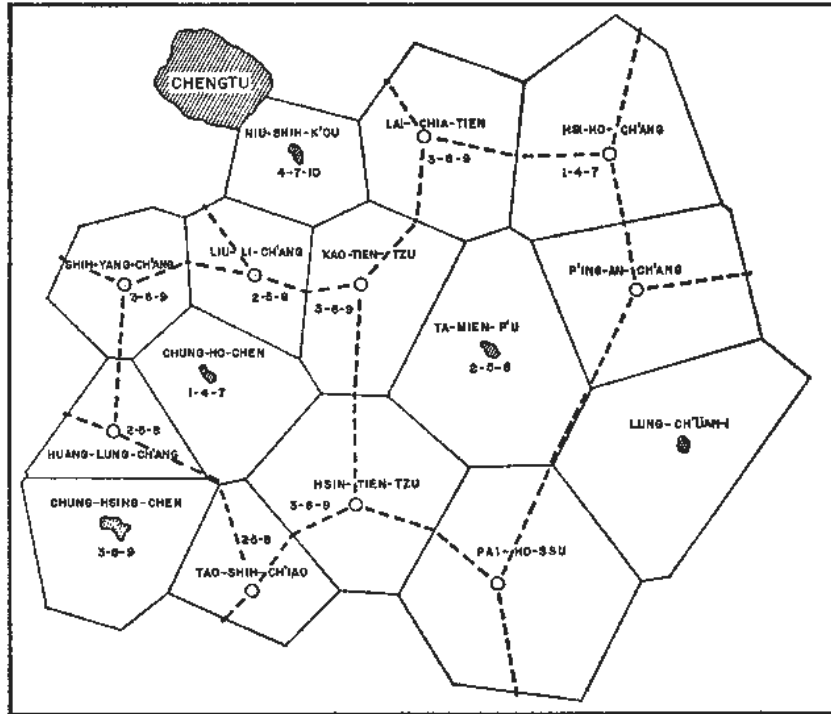 CHENGTU
NIU-SHIH-K'OU
4-7-10
LAI-CHIA-TIEN
3-6-9
HSI-HO-CH'ANG
1-4-7
SHIH-YANG-CH'ANG
3-6-9
LIU-LI-CH'ANG
2-5-8
KAO-TIEN-TZU
3-6-9
P'ING-AN-CH'ANG
TA-MIEN-P'U
2-5-8
CHUNG-HO-CHEN
1-4-7
2-5-8
HUANG-LUNG-CH'ANG
LUNG-CH'ÜAN-I
CHUNG-HSING-CHEN
3-6-9
HSIN-TIEN-TZU
3-6-9
2-5-8
TAO-SHIH-CH'IAO
PAI-HO-SSU